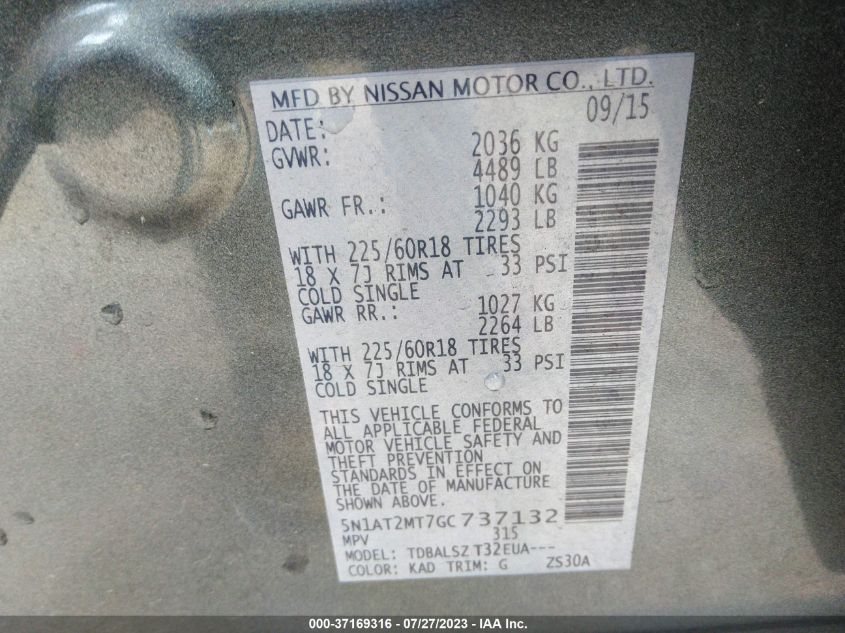 MFD BY NISSAN MOTOR CO., LTD.
DATE: 09/15
GVWR: 2036 KG
4489 LB
GAWR FR.: 1040 KG
2293 LB
WITH 225/60R18 TIRES
18 X 7J RIMS AT 33 PSI
COLD SINGLE
GAWR RR.: 1027 KG
2264 LB
WITH 225/60R18 TIRES
18 X 7J RIMS AT 33 PSI
COLD SINGLE
THIS VEHICLE CONFORMS TO
ALL APPLICABLE FEDERAL
MOTOR VEHICLE SAFETY AND
THEFT PREVENTION
STANDARDS IN EFFECT ON
THE DATE OF MANUFACTURE
SHOWN ABOVE.
5N1AT2MT7GC737132
MPV 315
MODEL: TDBALSZ T32EUA---
COLOR: KAD TRIM: G ZS30A
000-37169316 - 07/27/2023 - IAA Inc.